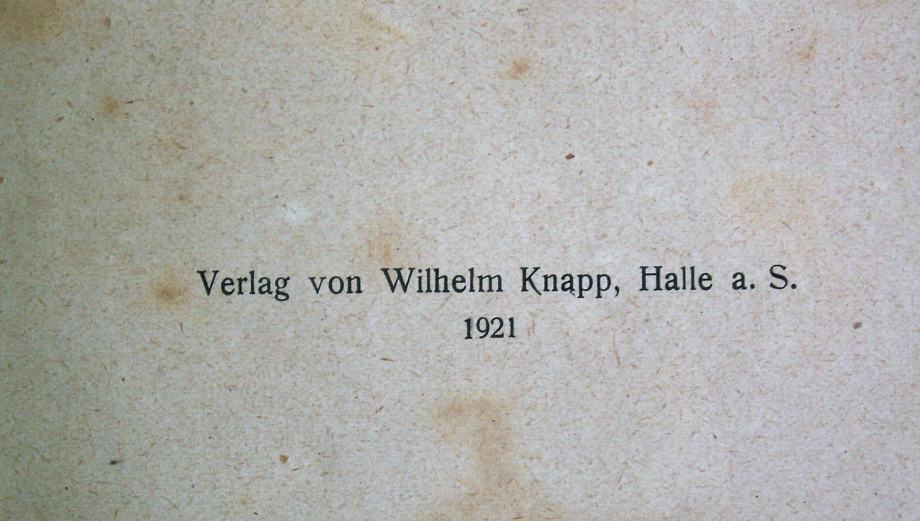 Verlag von Wilhelm Knapp, Halle a. S.
1921